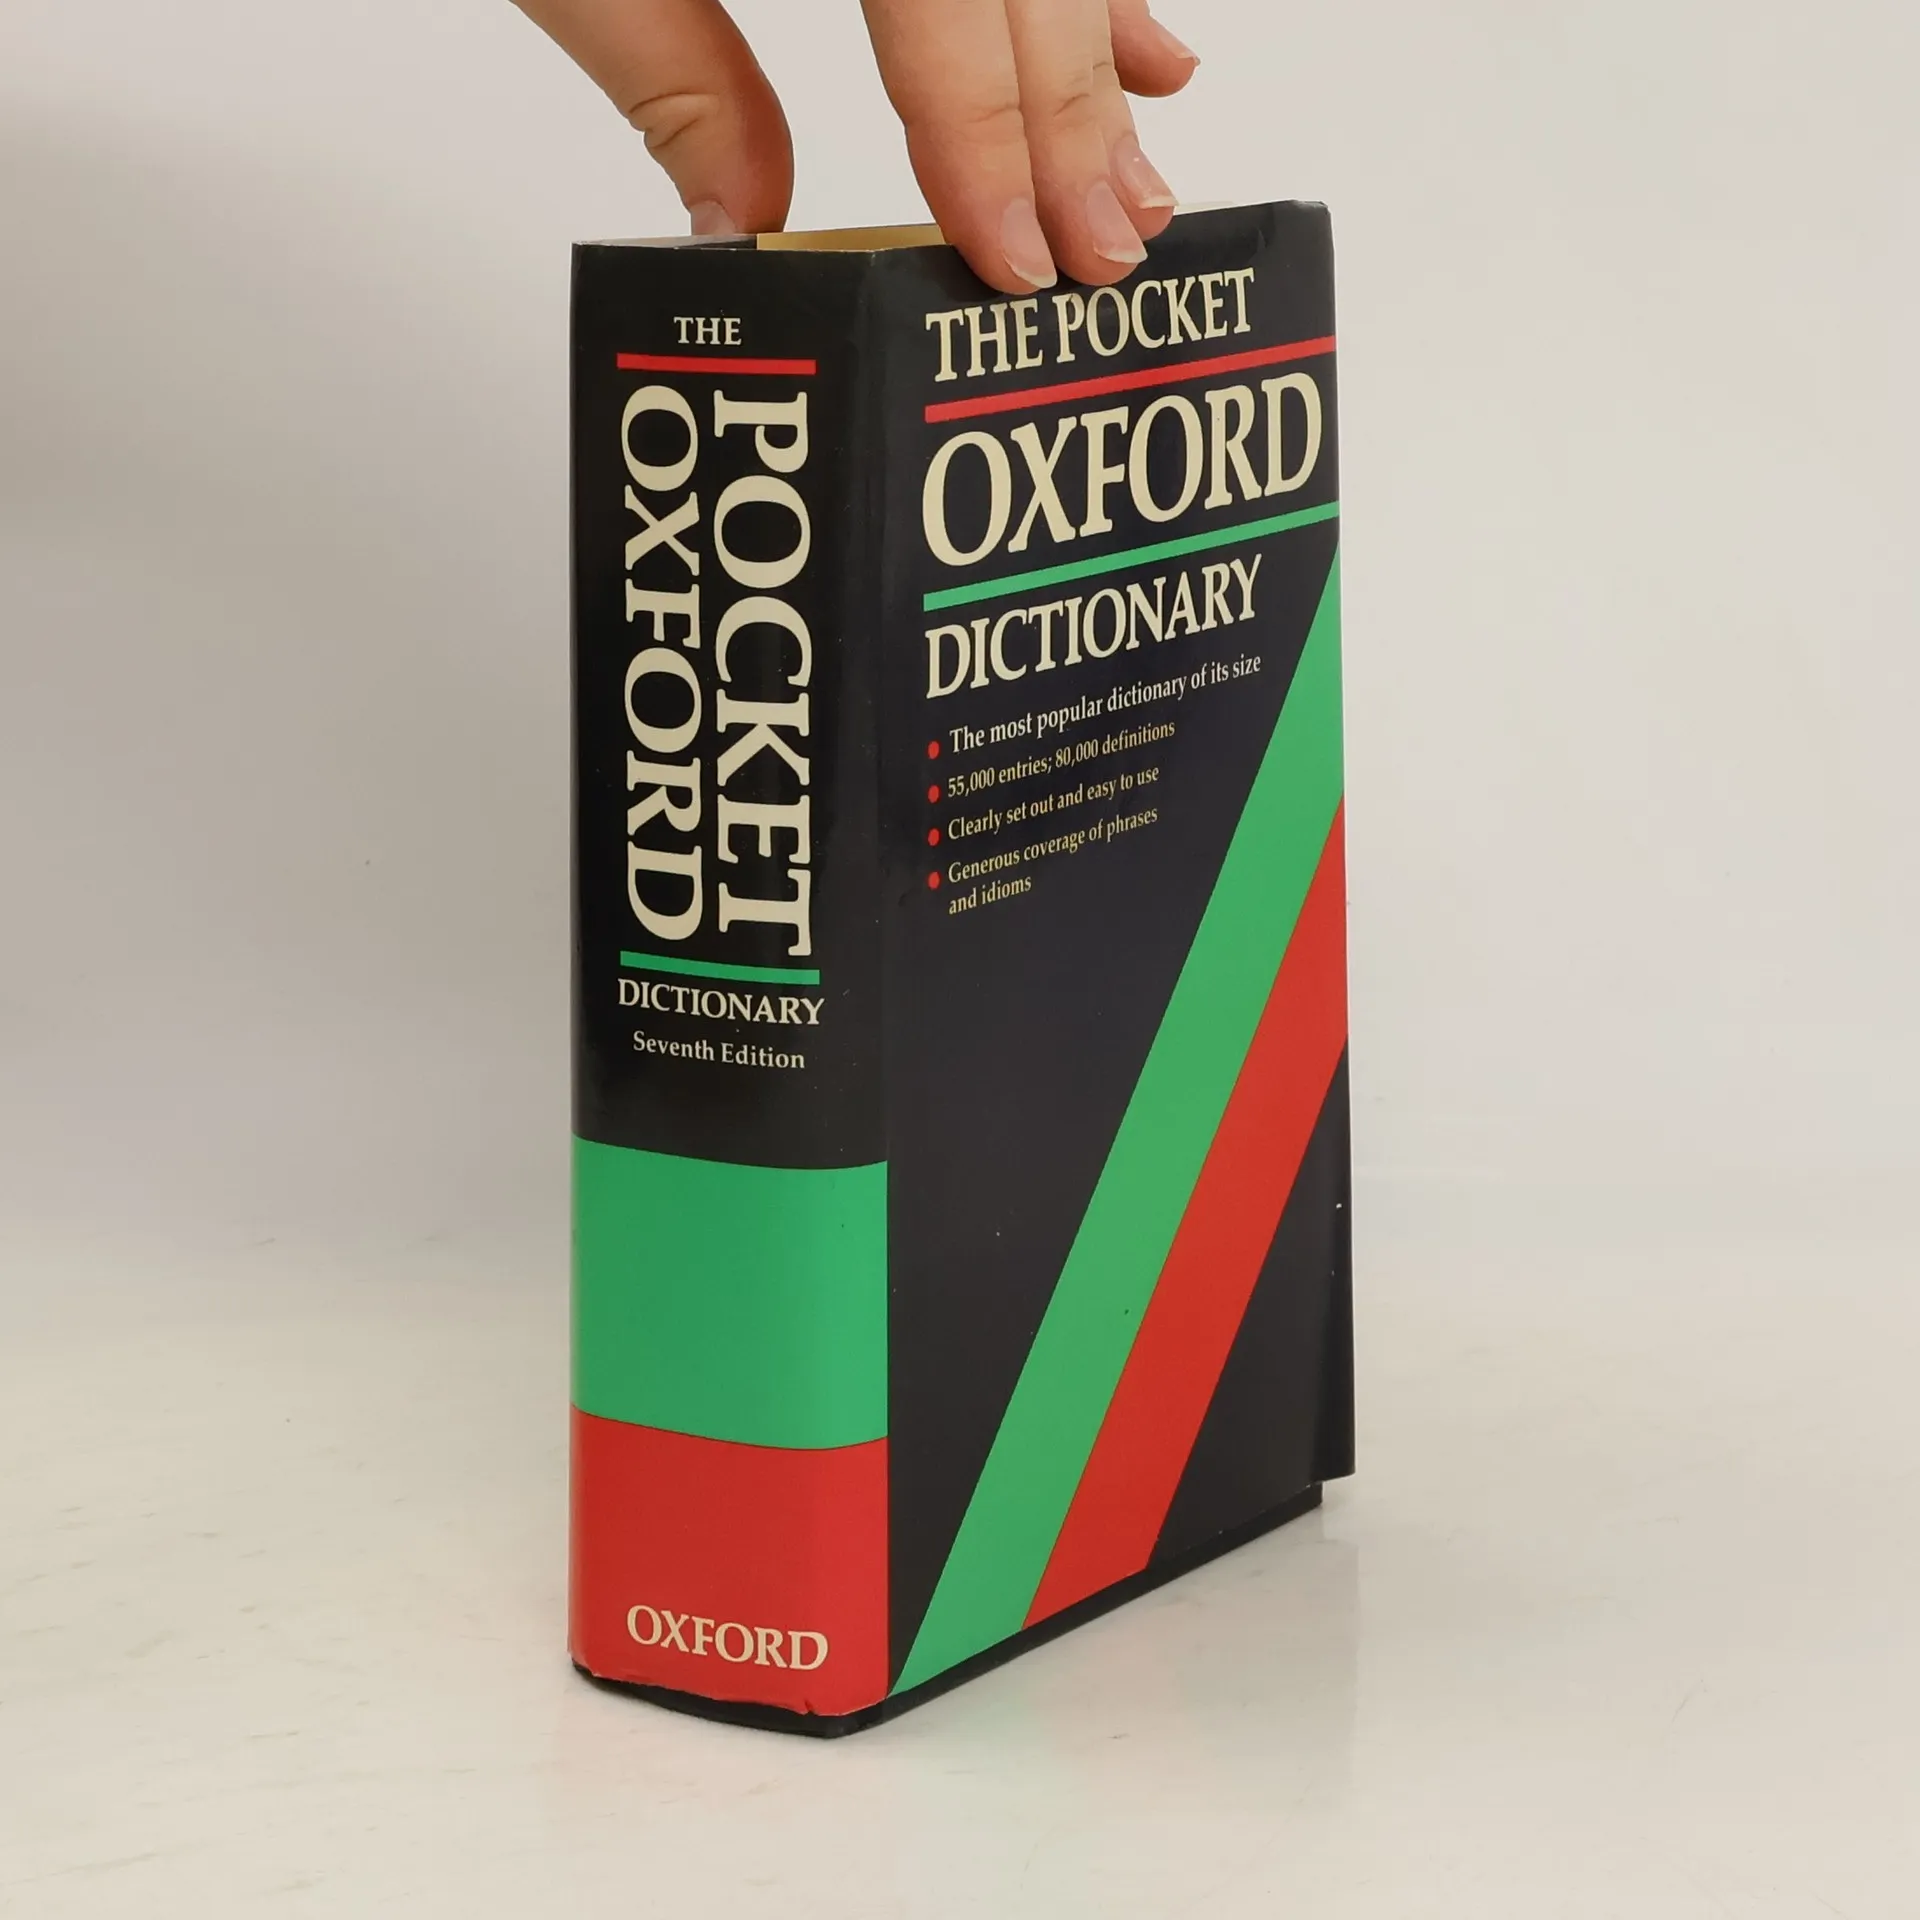 THE
POCKET
OXFORD
DICTIONARY
Seventh Edition
OXFORD
THE POCKET
OXFORD
DICTIONARY
The most popular dictionary of its size
55,000 entries; 80,000 definitions
Clearly set out and easy to use
Generous coverage of phrases
and idioms